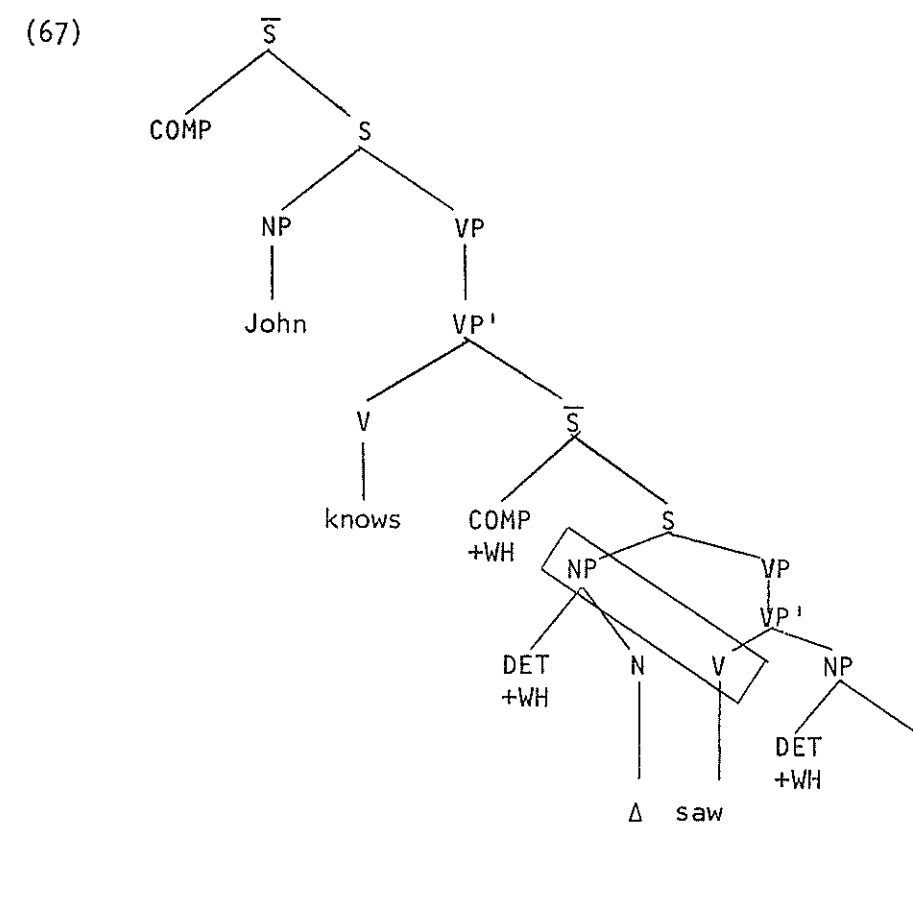 (67) S̅
COMP S
NP VP
John VP'
V S̅
knows COMP S
+WH
NP VP
VP'
DET N V NP
+WH
DET
+WH
Δ saw